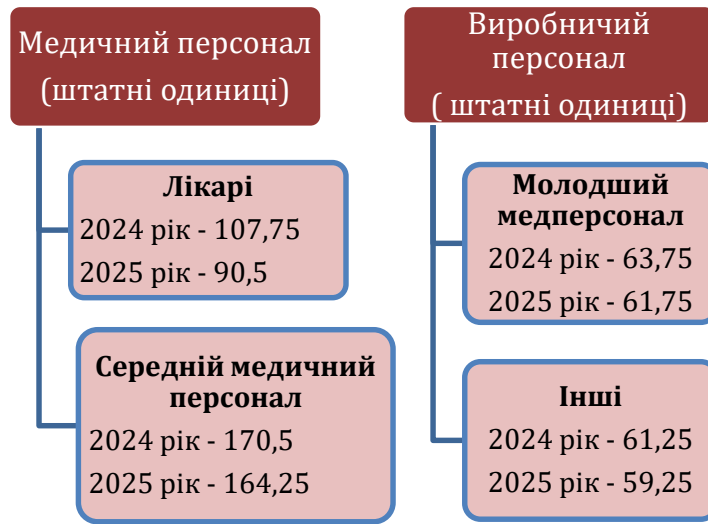 Медичний персонал
(штатні одиниці)
Лікарі
2024 рік - 107,75
2025 рік - 90,5
Середній медичний
персонал
2024 рік - 170,5
2025 рік - 164,25
Виробничий
персонал
( штатні одиниці)
Молодший
медперсонал
2024 рік - 63,75
2025 рік - 61,75
Інші
2024 рік - 61,25
2025 рік - 59,25